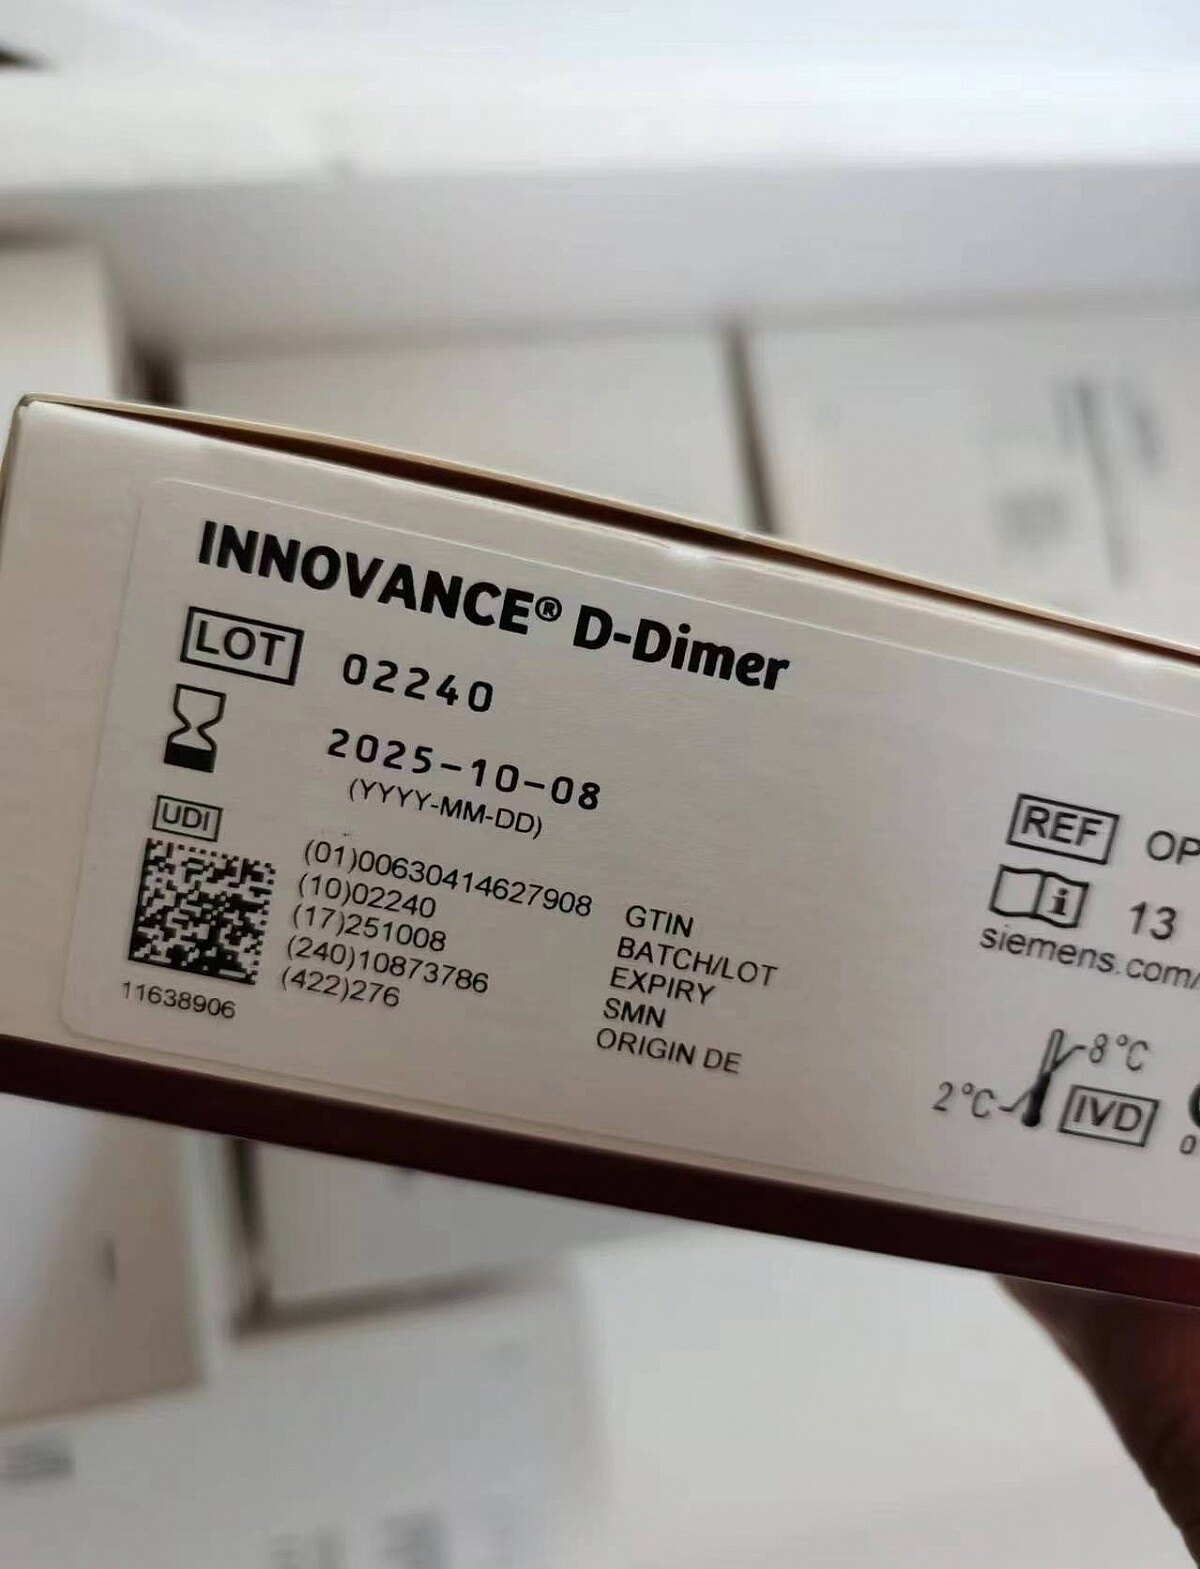 INNOVANCE® D-Dimer
LOT 02240
2025-10-08
(YYYY-MM-DD)
UDI
(01)00630414627908 GTIN
(10)02240 BATCH/LOT
(17)251008 EXPIRY
(240)10873786 SMN
(422)276 ORIGIN DE
11638906
REF OP
i 13
siemens.com/
8°C
2°C
IVD
0